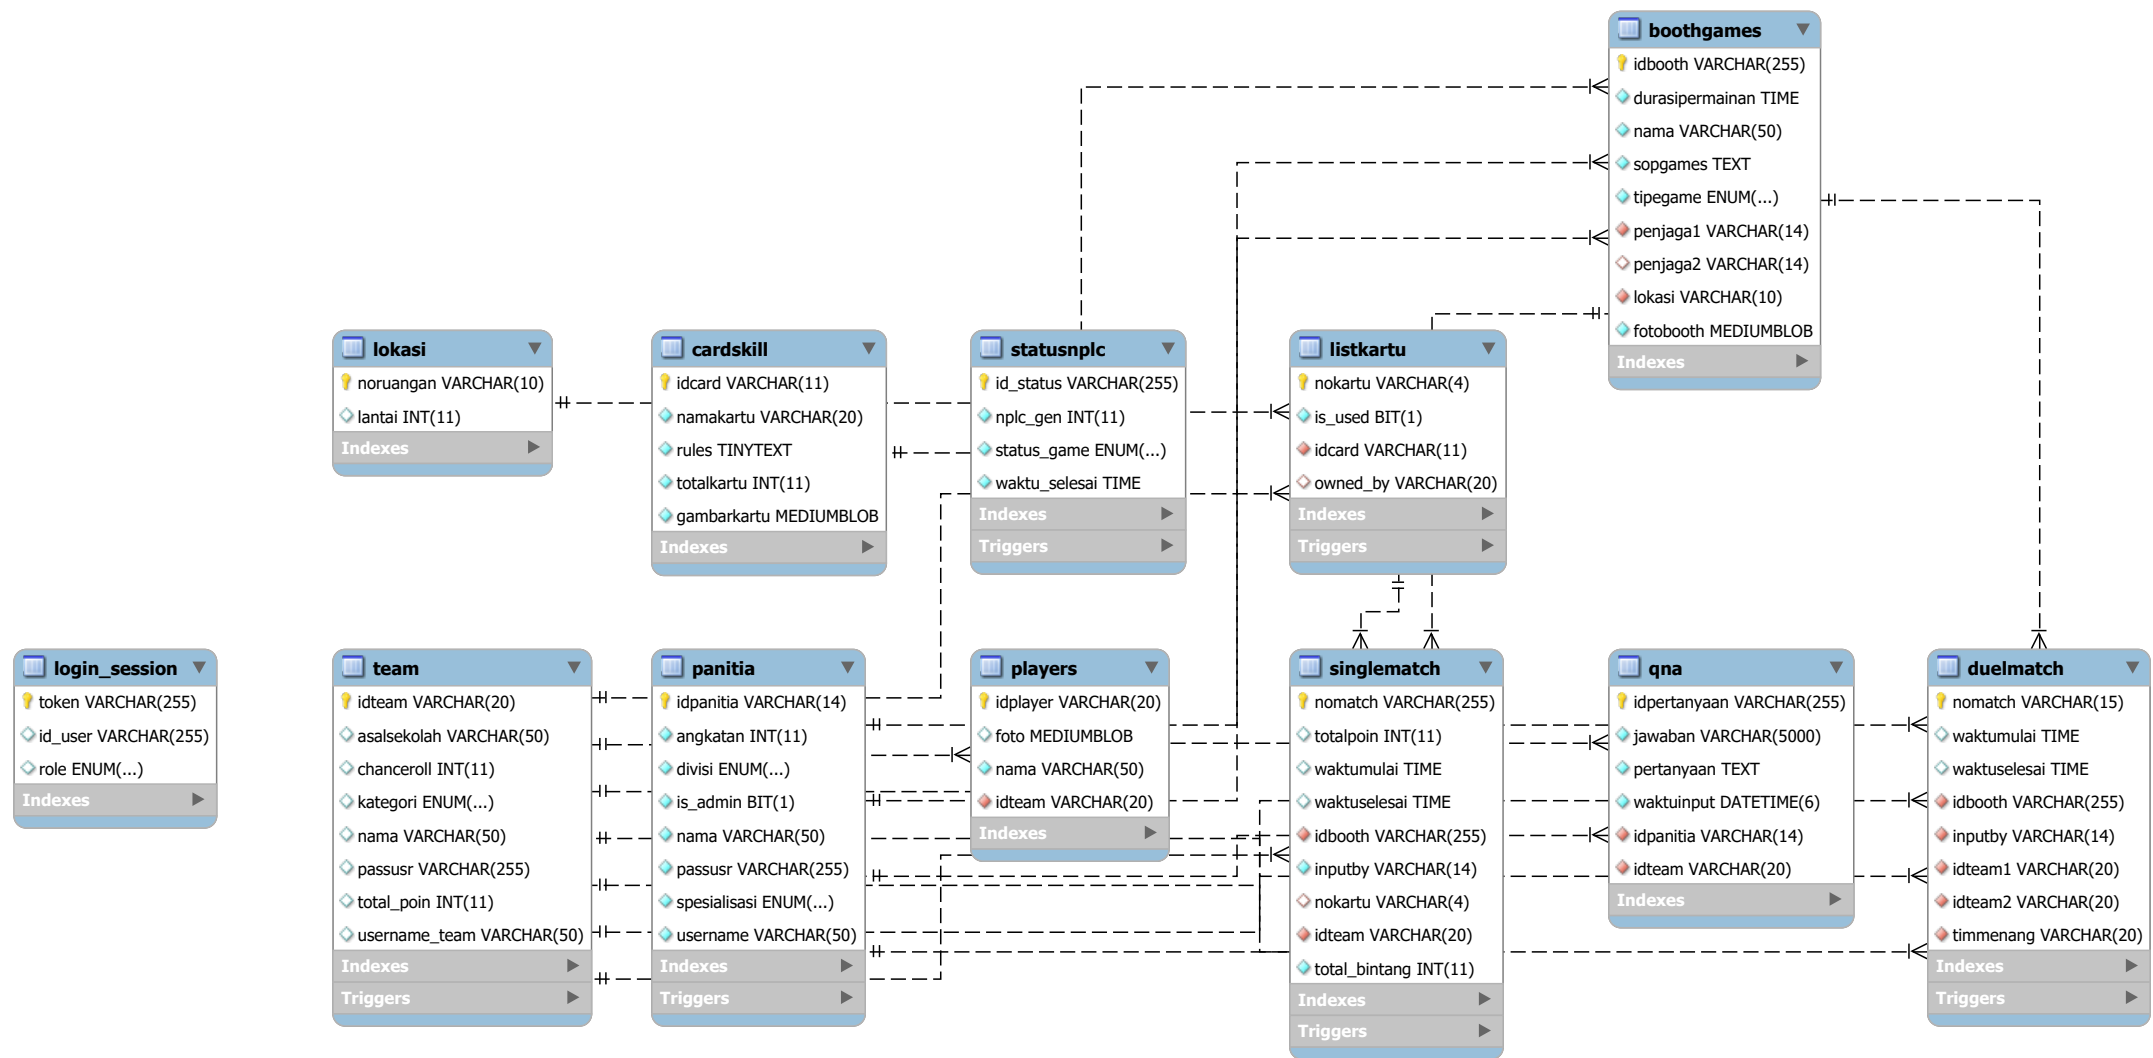 boothgames
idbooth VARCHAR(255)
durasipermainan TIME
nama VARCHAR(50)
sopgames TEXT
tipegame ENUM(...)
penjaga1 VARCHAR(14)
penjaga2 VARCHAR(14)
lokasi VARCHAR(10)
fotobooth MEDIUMBLOB
Indexes
lokasi
noruangan VARCHAR(10)
lantai INT(11)
Indexes
cardskill
idcard VARCHAR(11)
namakartu VARCHAR(20)
rules TINYTEXT
totalkartu INT(11)
gambarkartu MEDIUMBLOB
Indexes
statusnplc
id_status VARCHAR(255)
nplc_gen INT(11)
status_game ENUM(...)
waktu_selesai TIME
Indexes
Triggers
listkartu
nokartu VARCHAR(4)
is_used BIT(1)
idcard VARCHAR(11)
owned_by VARCHAR(20)
Indexes
Triggers
login_session
token VARCHAR(255)
id_user VARCHAR(255)
role ENUM(...)
Indexes
team
idteam VARCHAR(20)
asalsekolah VARCHAR(50)
chanceroll INT(11)
kategori ENUM(...)
nama VARCHAR(50)
passusr VARCHAR(255)
total_poin INT(11)
username_team VARCHAR(50)
Indexes
Triggers
panitia
idpanitia VARCHAR(14)
angkatan INT(11)
divisi ENUM(...)
is_admin BIT(1)
nama VARCHAR(50)
passusr VARCHAR(255)
spesialisasi ENUM(...)
username VARCHAR(50)
Indexes
Triggers
players
idplayer VARCHAR(20)
foto MEDIUMBLOB
nama VARCHAR(50)
idteam VARCHAR(20)
Indexes
singlematch
nomatch VARCHAR(255)
totalpoin INT(11)
waktumulai TIME
waktuselesai TIME
idbooth VARCHAR(255)
inputby VARCHAR(14)
nokartu VARCHAR(4)
idteam VARCHAR(20)
total_bintang INT(11)
Indexes
Triggers
qna
idpertanyaan VARCHAR(255)
jawaban VARCHAR(5000)
pertanyaan TEXT
waktuinput DATETIME(6)
idpanitia VARCHAR(14)
idteam VARCHAR(20)
Indexes
duelmatch
nomatch VARCHAR(15)
waktumulai TIME
waktuselesai TIME
idbooth VARCHAR(255)
inputby VARCHAR(14)
idteam1 VARCHAR(20)
idteam2 VARCHAR(20)
timmenang VARCHAR(20)
Indexes
Triggers